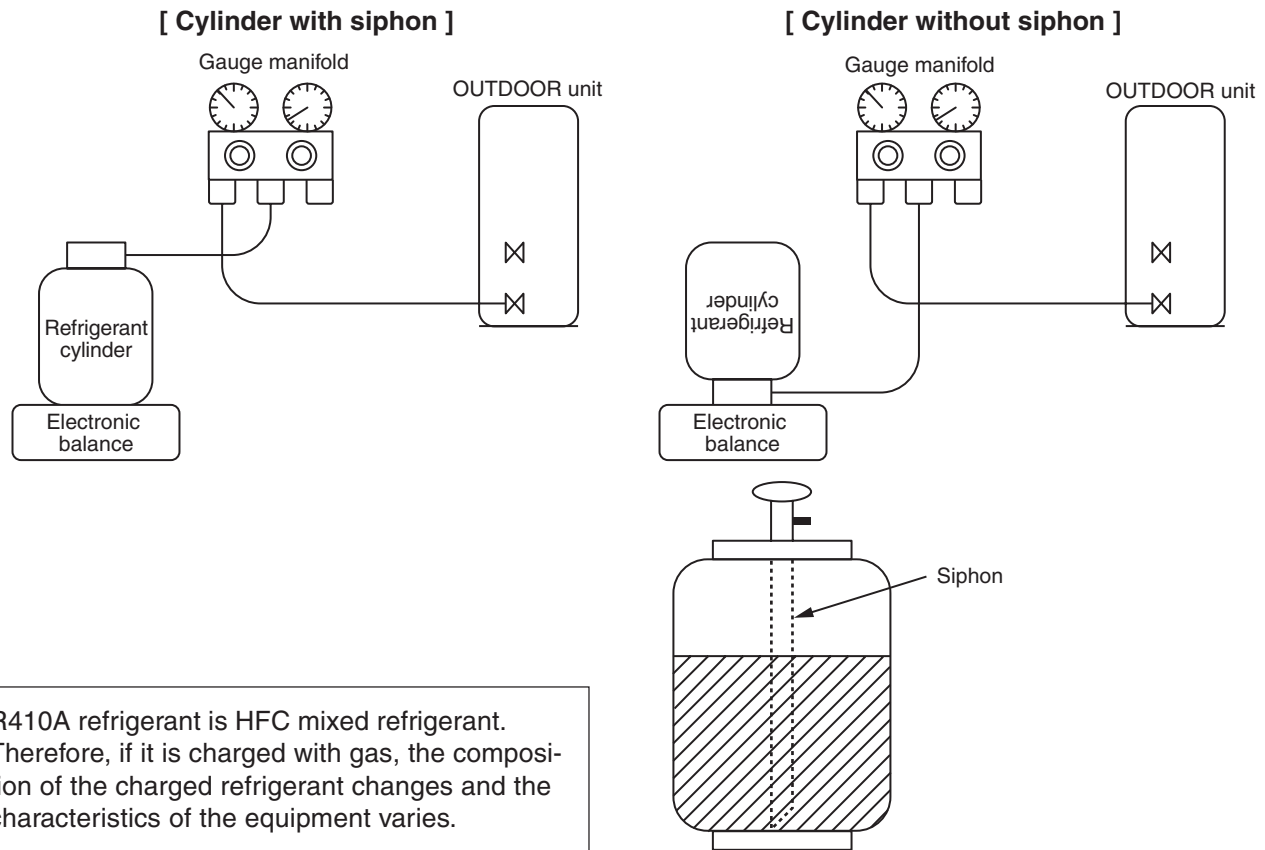 [ Cylinder with siphon ]
Gauge manifold
OUTDOOR unit
Refrigerant
cylinder
Electronic
balance
[ Cylinder without siphon ]
Gauge manifold
OUTDOOR unit
Refrigerant
cylinder
Electronic
balance
Siphon
R410A refrigerant is HFC mixed refrigerant.
Therefore, if it is charged with gas, the composi-
tion of the charged refrigerant changes and the
characteristics of the equipment varies.